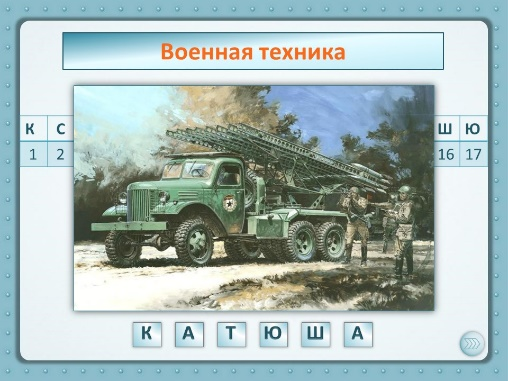 Военная техника
К С Ш Ю
1 2 16 17
К А Т Ю Ш А